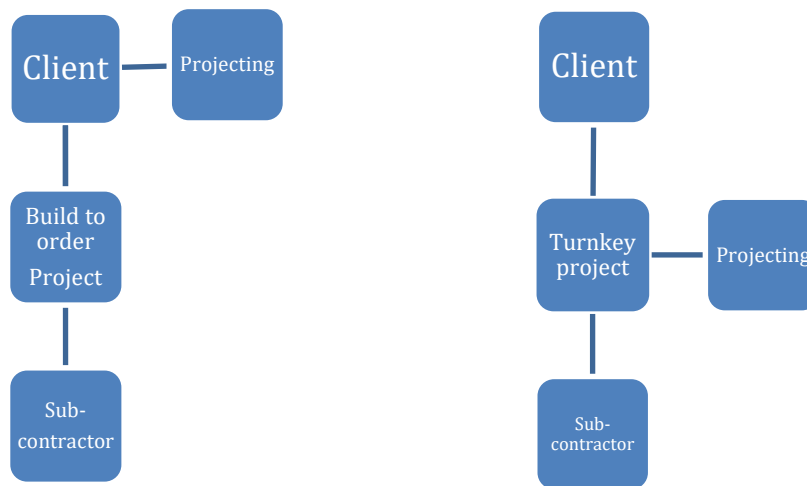 Client
Projecting
Build to
order
Project
Sub-
contractor
Client
Turnkey
project
Projecting
Sub-
contractor